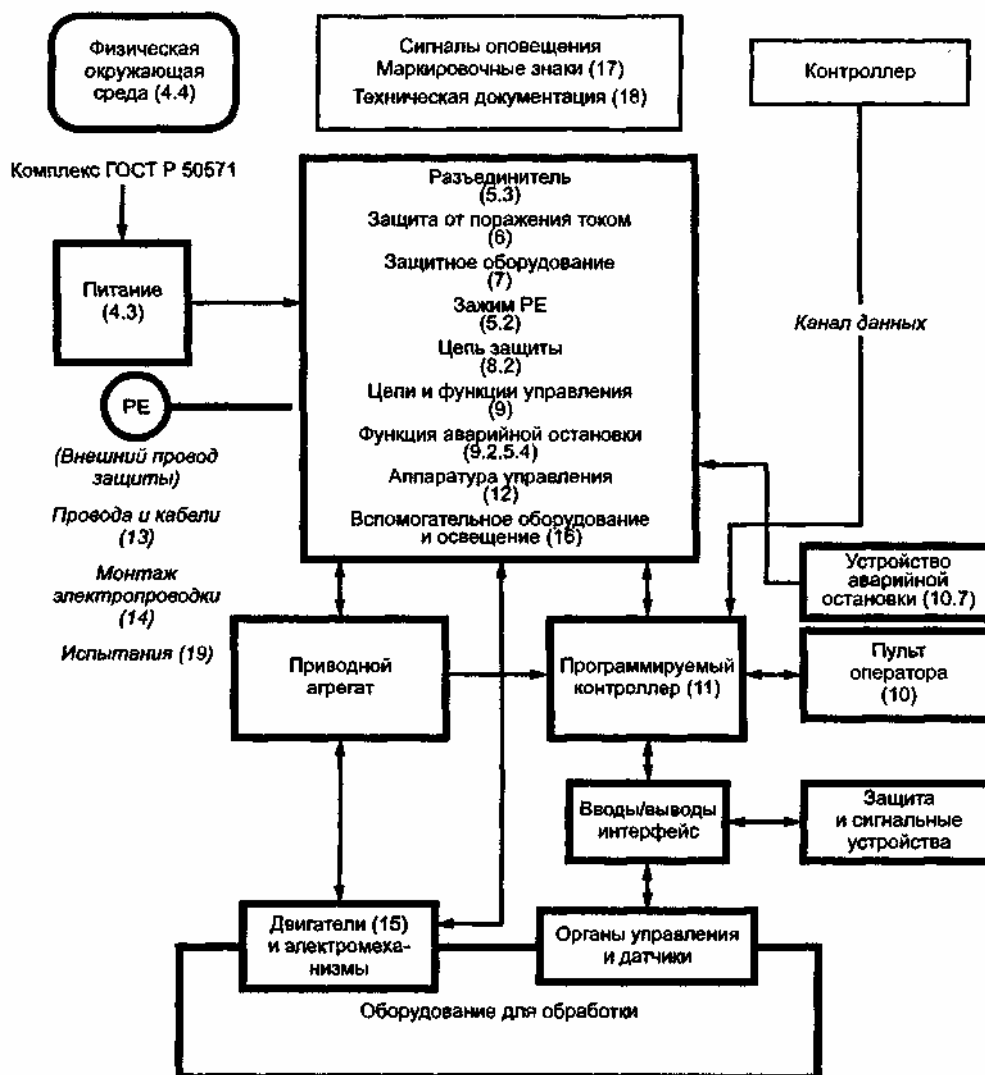 Физическая
окружающая
среда (4.4)
Сигналы оповещения
Маркировочные знаки (17)
Техническая документация (18)
Контроллер
Комплекс ГОСТ Р 50571
Питание
(4.3)
Разъединитель
(5.3)
Защита от поражения током
(6)
Защитное оборудование
(7)
Зажим PE
(5.2)
Цепь защиты
(8.2)
Цепи и функции управления
(9)
Функция аварийной остановки
(9.2.5.4)
Аппаратура управления
(12)
Вспомогательное оборудование
и освещение (16)
Канал данных
PE
(Внешний провод
защиты)
Провода и кабели
(13)
Монтаж
электропроводки
(14)
Испытания (19)
Устройство
аварийной
остановки (10.7)
Приводной
агрегат
Программируемый
контроллер (11)
Пульт
оператора
(10)
Вводы/выводы
интерфейс
Защита
и сигнальные
устройства
Двигатели (15)
и электромеха-
низмы
Органы управления
и датчики
Оборудование для обработки